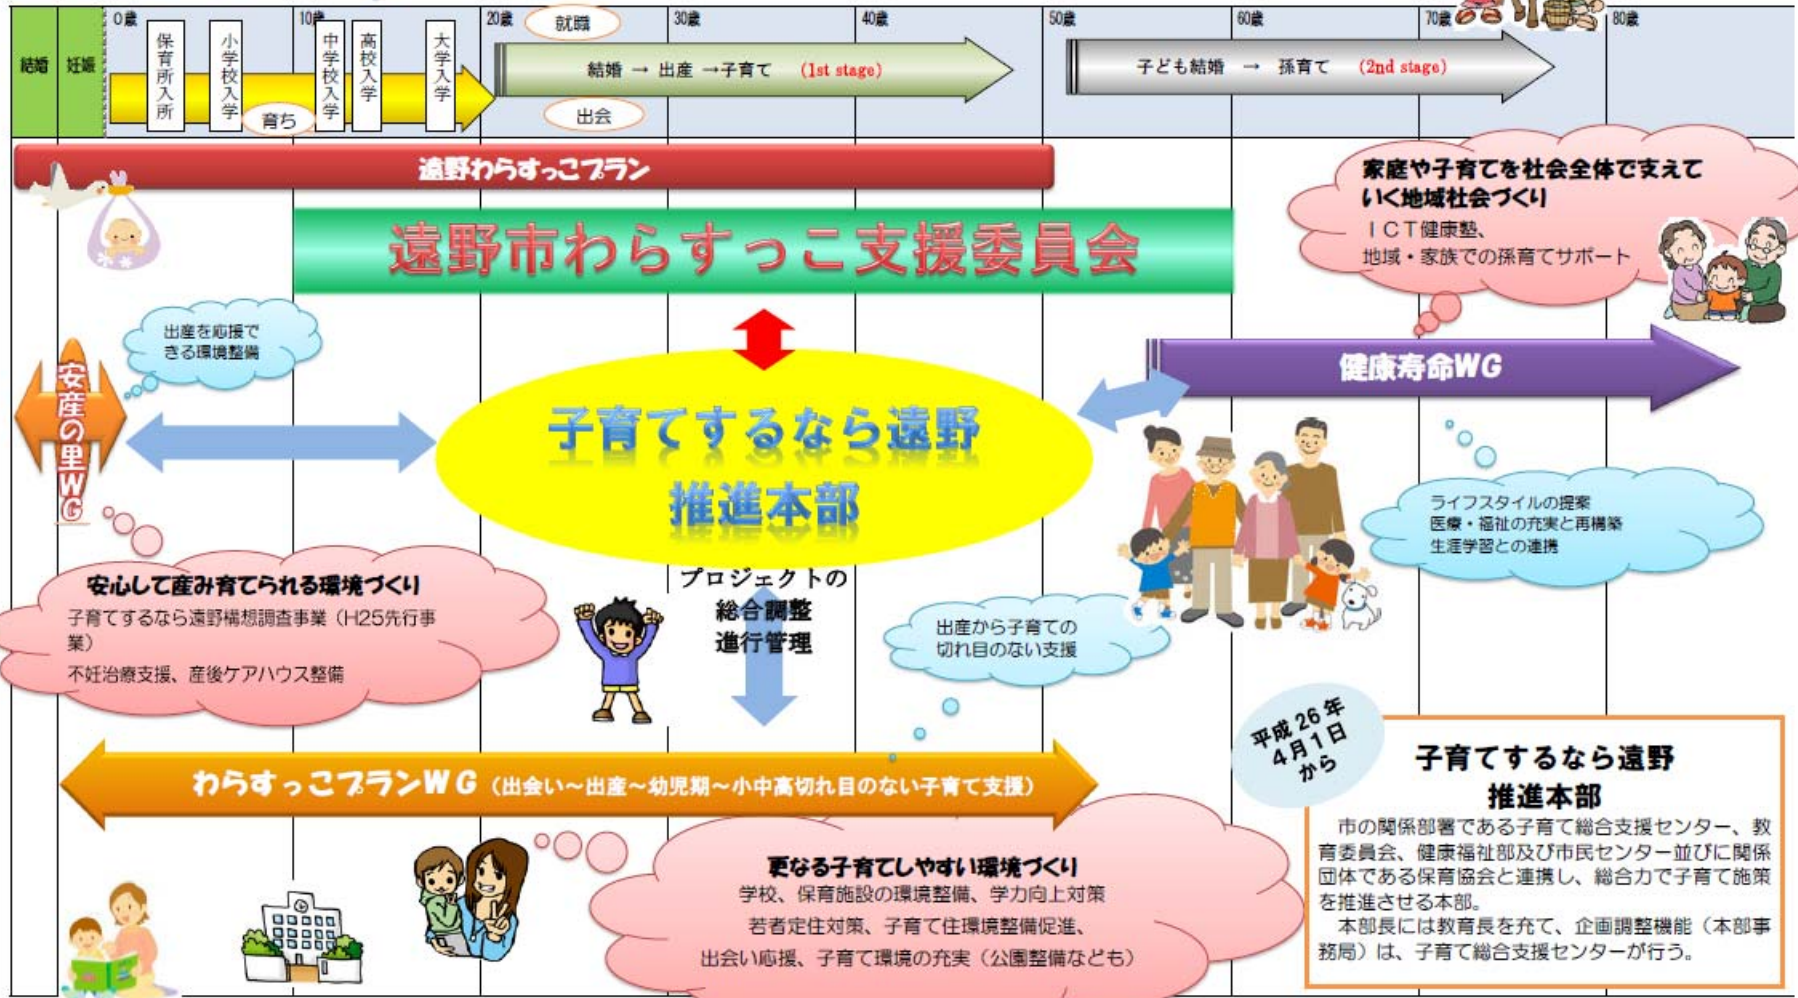 結婚
妊娠
0歳
10歳
20歳
30歳
40歳
50歳
60歳
70歳
80歳
保育所入所
小学校入学
中学校入学
高校入学
大学入学
育ち
就職
結婚 → 出産 →子育て (1st stage)
出会
子ども結婚 → 孫育て (2nd stage)
遠野わらすっこプラン
遠野市わらすっこ支援委員会
家庭や子育てを社会全体で支えて
いく地域社会づくり
ＩＣＴ健康塾、
地域・家族での孫育てサポート
出産を応援で
きる環境整備
安産の里WG
健康寿命WG
子育てするなら遠野
推進本部
ライフスタイルの提案
医療・福祉の充実と再構築
生涯学習との連携
安心して産み育てられる環境づくり
子育てするなら遠野構想調査事業（H25先行事
業）
不妊治療支援、産後ケアハウス整備
プロジェクトの
総合調整
進行管理
出産から子育ての
切れ目のない支援
わらすっこプランWG（出会い～出産～幼児期～小中高切れ目のない子育て支援）
更なる子育てしやすい環境づくり
学校、保育施設の環境整備、学力向上対策
若者定住対策、子育て住環境整備促進、
出会い応援、子育て環境の充実（公園整備なども）
平成26年
4月1日
から
子育てするなら遠野
推進本部
市の関係部署である子育て総合支援センター、教
育委員会、健康福祉部及び市民センター並びに関係
団体である保育協会と連携し、総合力で子育て施策
を推進させる本部。
本部長には教育長を充て、企画調整機能（本部事
務局）は、子育て総合支援センターが行う。